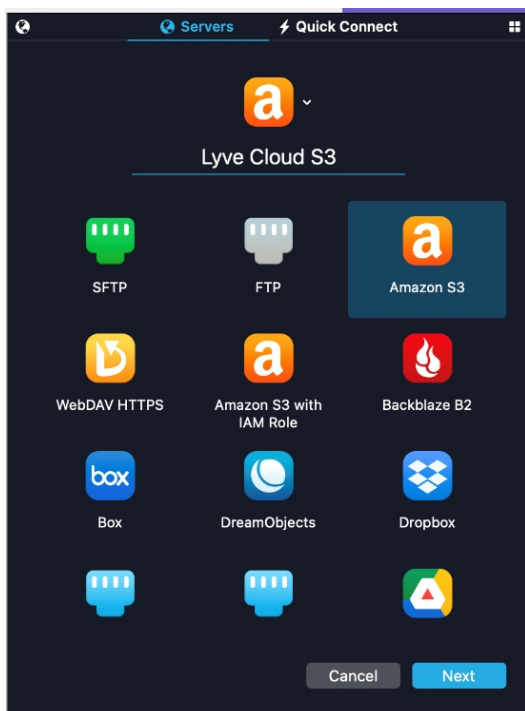 Servers
Quick Connect
a
Lyve Cloud S3
SFTP
FTP
a
Amazon S3
WebDAV HTTPS
a
Amazon S3 with
IAM Role
Backblaze B2
box
Box
DreamObjects
Dropbox
Cancel
Next